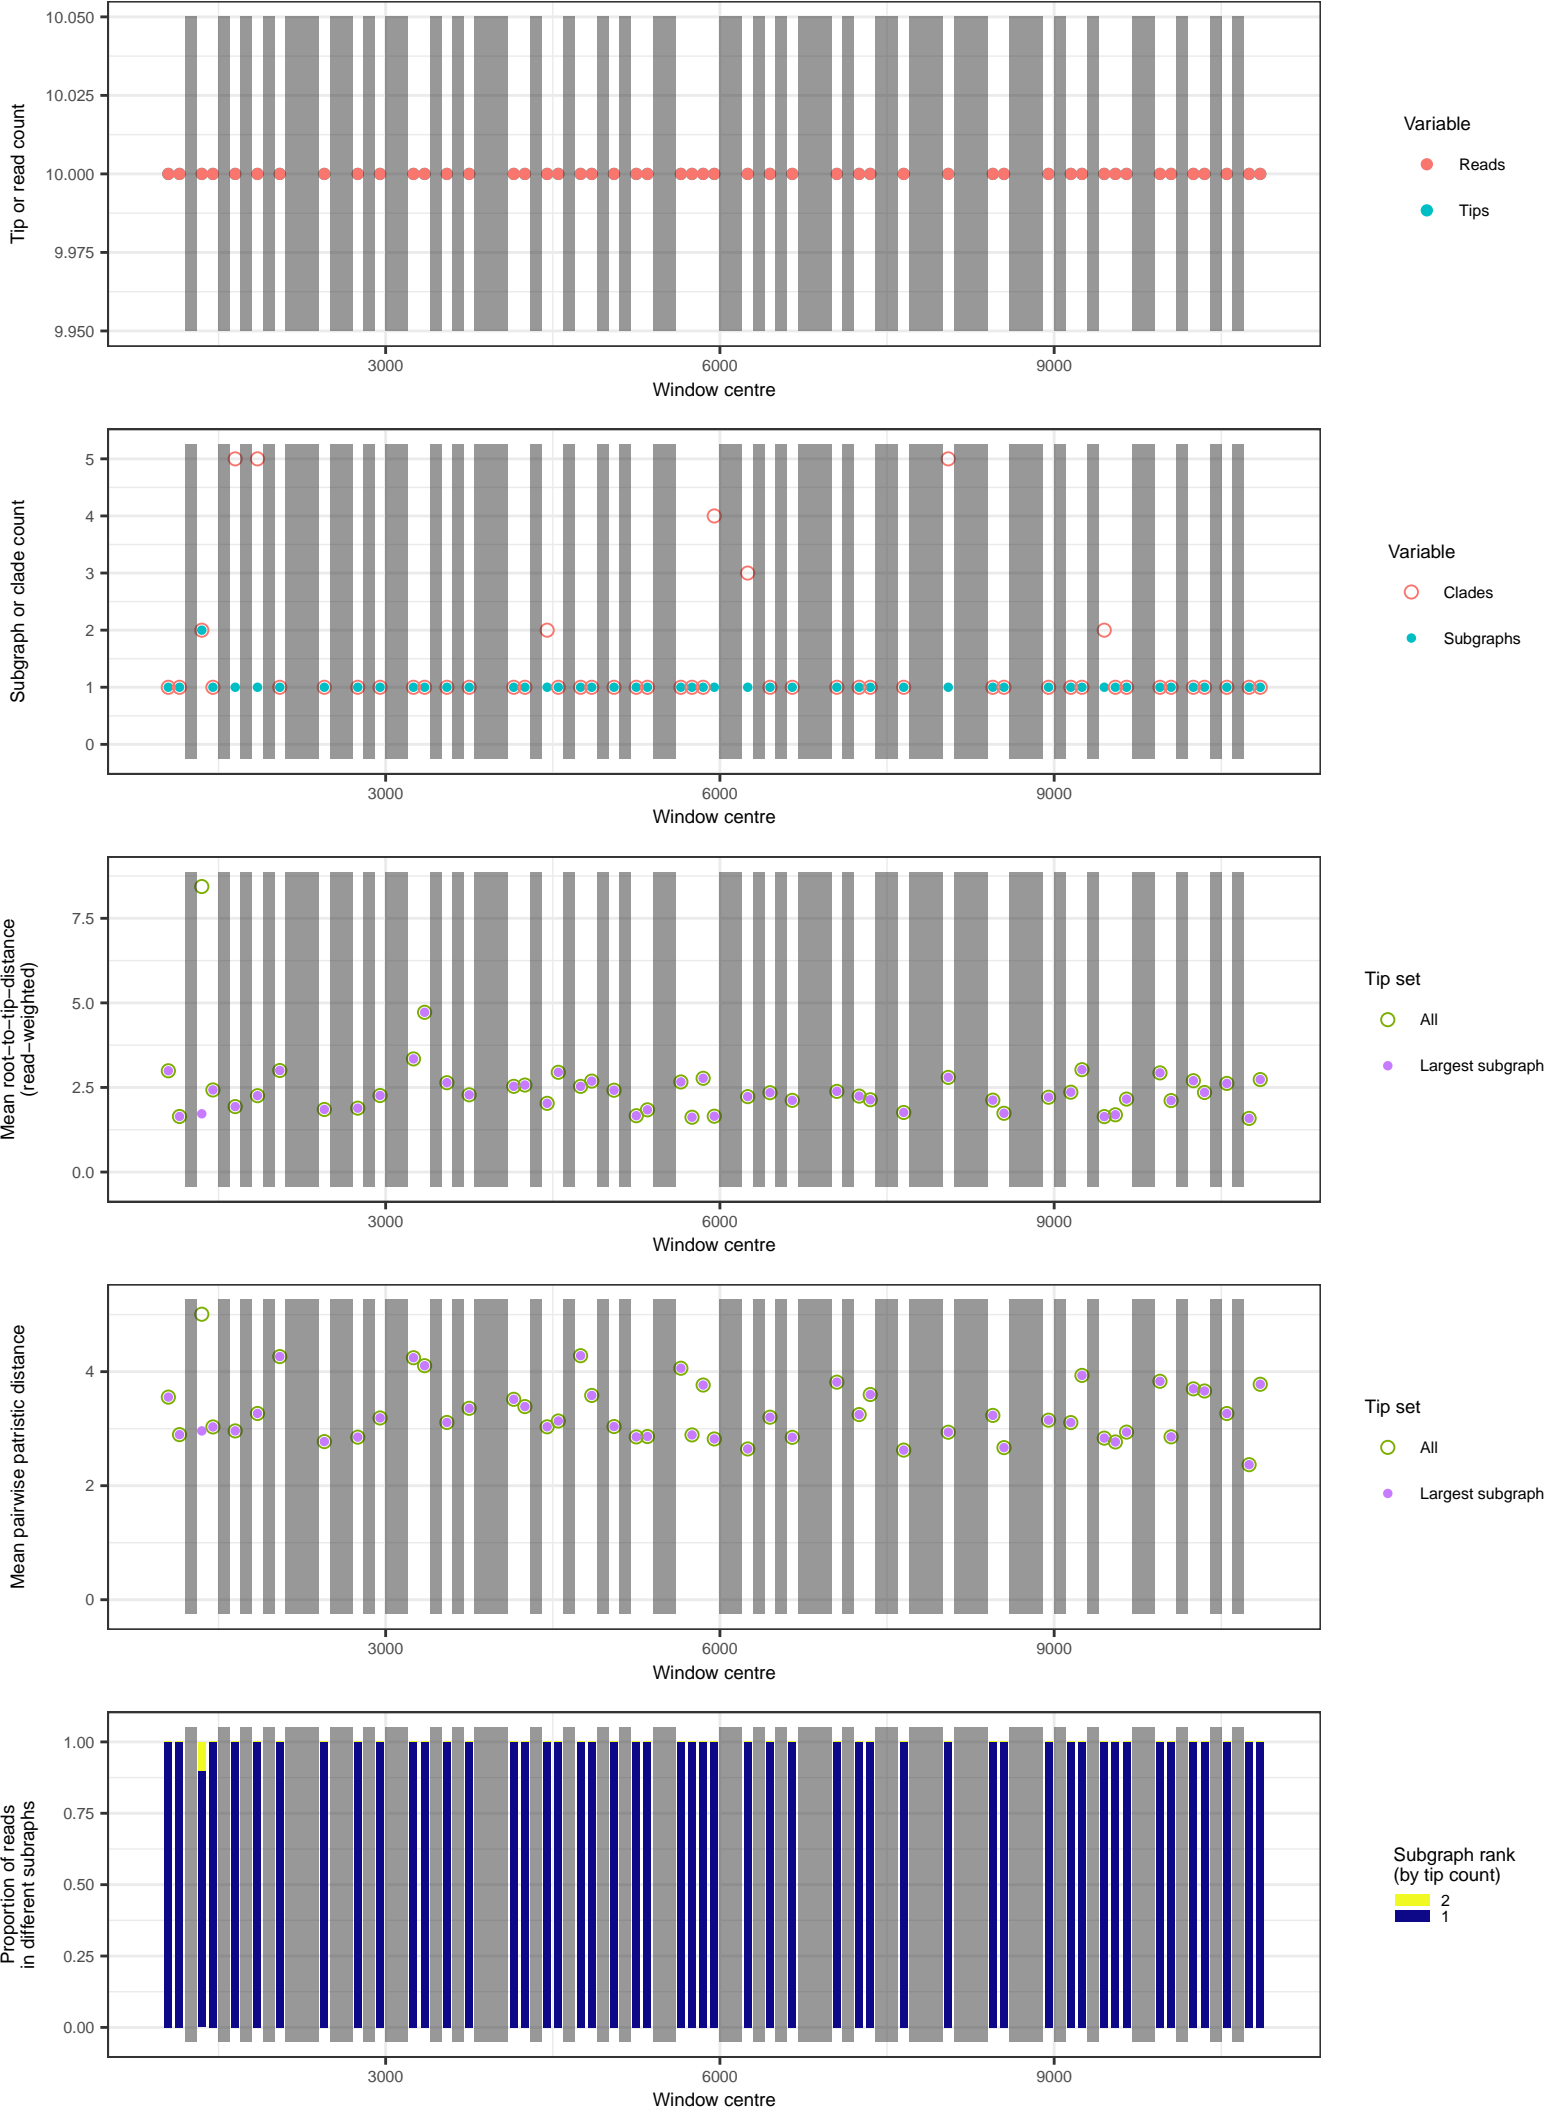 10.050
10.025
10.000
9.975
9.950
Tip or read count
3000
6000
9000
Window centre
Variable
Reads
Tips
5
4
3
2
1
0
Subgraph or clade count
3000
6000
9000
Window centre
Variable
Clades
Subgraphs
7.5
5.0
2.5
0.0
Mean root−to−tip−distance
(read−weighted)
3000
6000
9000
Window centre
Tip set
All
Largest subgraph
4
2
0
Mean pairwise patristic distance
3000
6000
9000
Window centre
Tip set
All
Largest subgraph
1.00
0.75
0.50
0.25
0.00
Proportion of reads
in different subraphs
3000
6000
9000
Window centre
Subgraph rank
(by tip count)
2
1